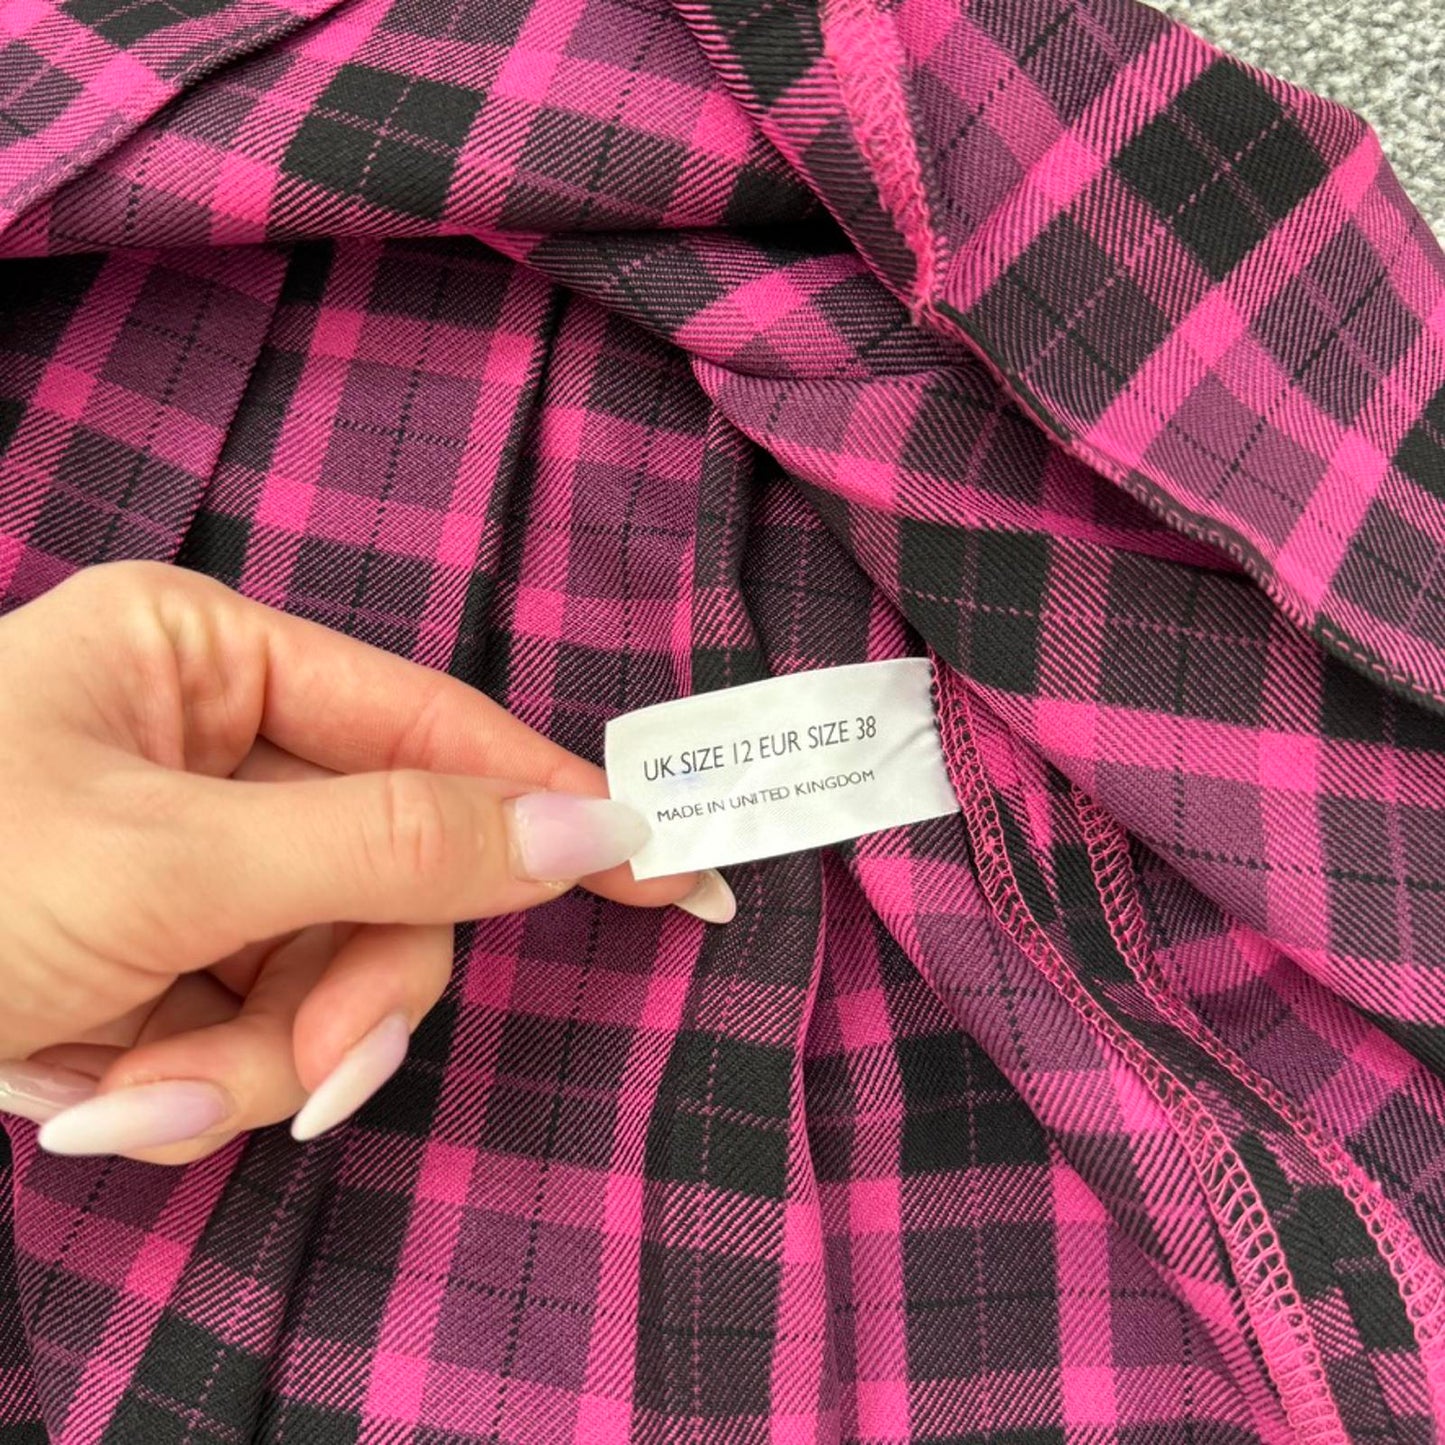 UK SIZE 12 EUR SIZE 38
MADE IN UNITED KINGDOM